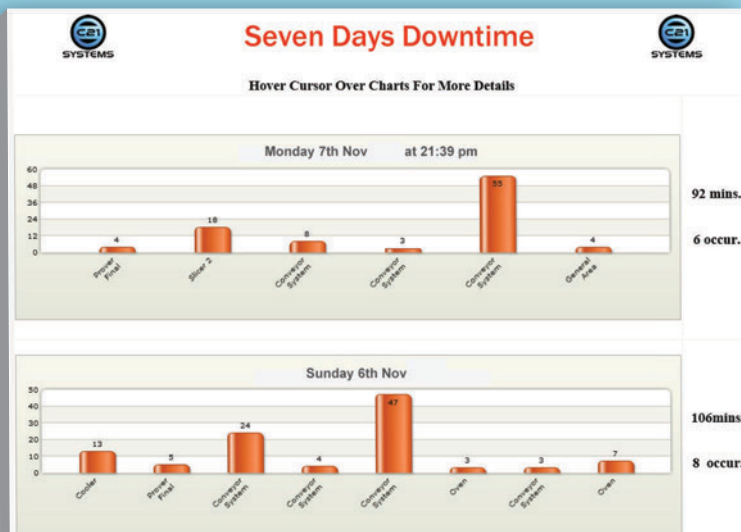 C21
SYSTEMS
Seven Days Downtime
C21
SYSTEMS
Hover Cursor Over Charts For More Details
Monday 7th Nov at 21:39 pm
60
48
36
24
12
0
4
18
8
3
55
4
Prover Final
Slicer 2
Conveyor System
Conveyor System
Conveyor System
General Area
92 mins.
6 occur.
Sunday 6th Nov
50
40
30
20
10
0
13
5
24
4
47
3
3
7
Cooler
Prover Final
Conveyor System
Conveyor System
Conveyor System
Oven
Conveyor System
Oven
106mins
8 occur.